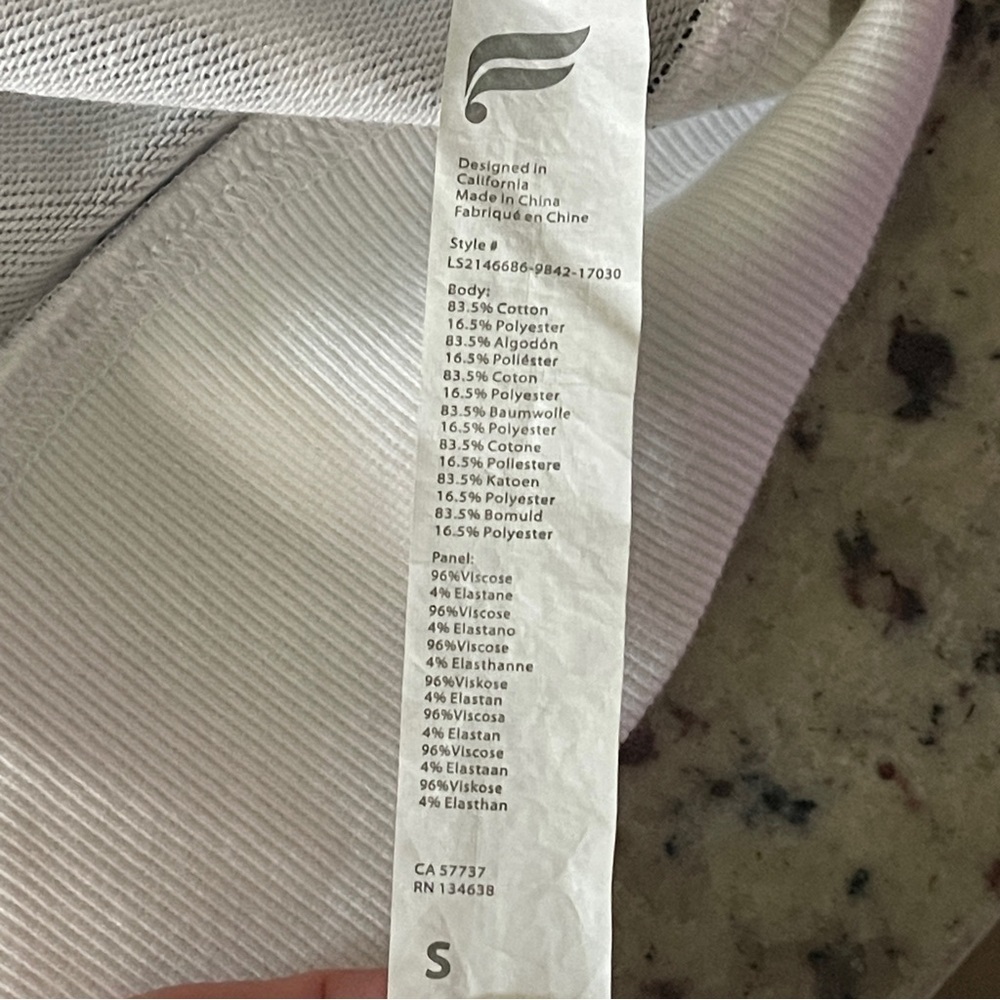 Designed in
California
Made in China
Fabriqué en Chine
Style #
LS2146686-9842-17030
Body:
83.5% Cotton
16.5% Polyester
83.5% Algodón
16.5% Poliéster
83.5% Coton
16.5% Polyester
83.5% Baumwolle
16.5% Polyester
83.5% Cotone
16.5% Poliestere
83.5% Katoen
16.5% Polyester
83.5% Bomuld
16.5% Polyester
Panel:
96%Viscose
4% Elastane
96%Viscose
4% Elastano
96%Viscose
4% Elasthanne
96%Viskose
4% Elastan
96%Viscosa
4% Elastan
96%Viscose
4% Elastaan
96%Viskose
4% Elasthan
CA 57737
RN 134638
S